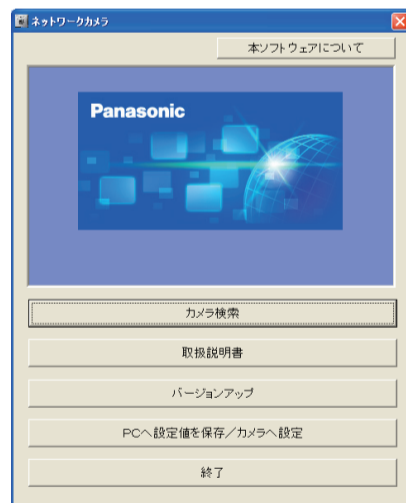 ネットワークカメラ
本ソフトウェアについて
Panasonic
カメラ検索
取扱説明書
バージョンアップ
PCへ設定値を保存／カメラへ設定
終了